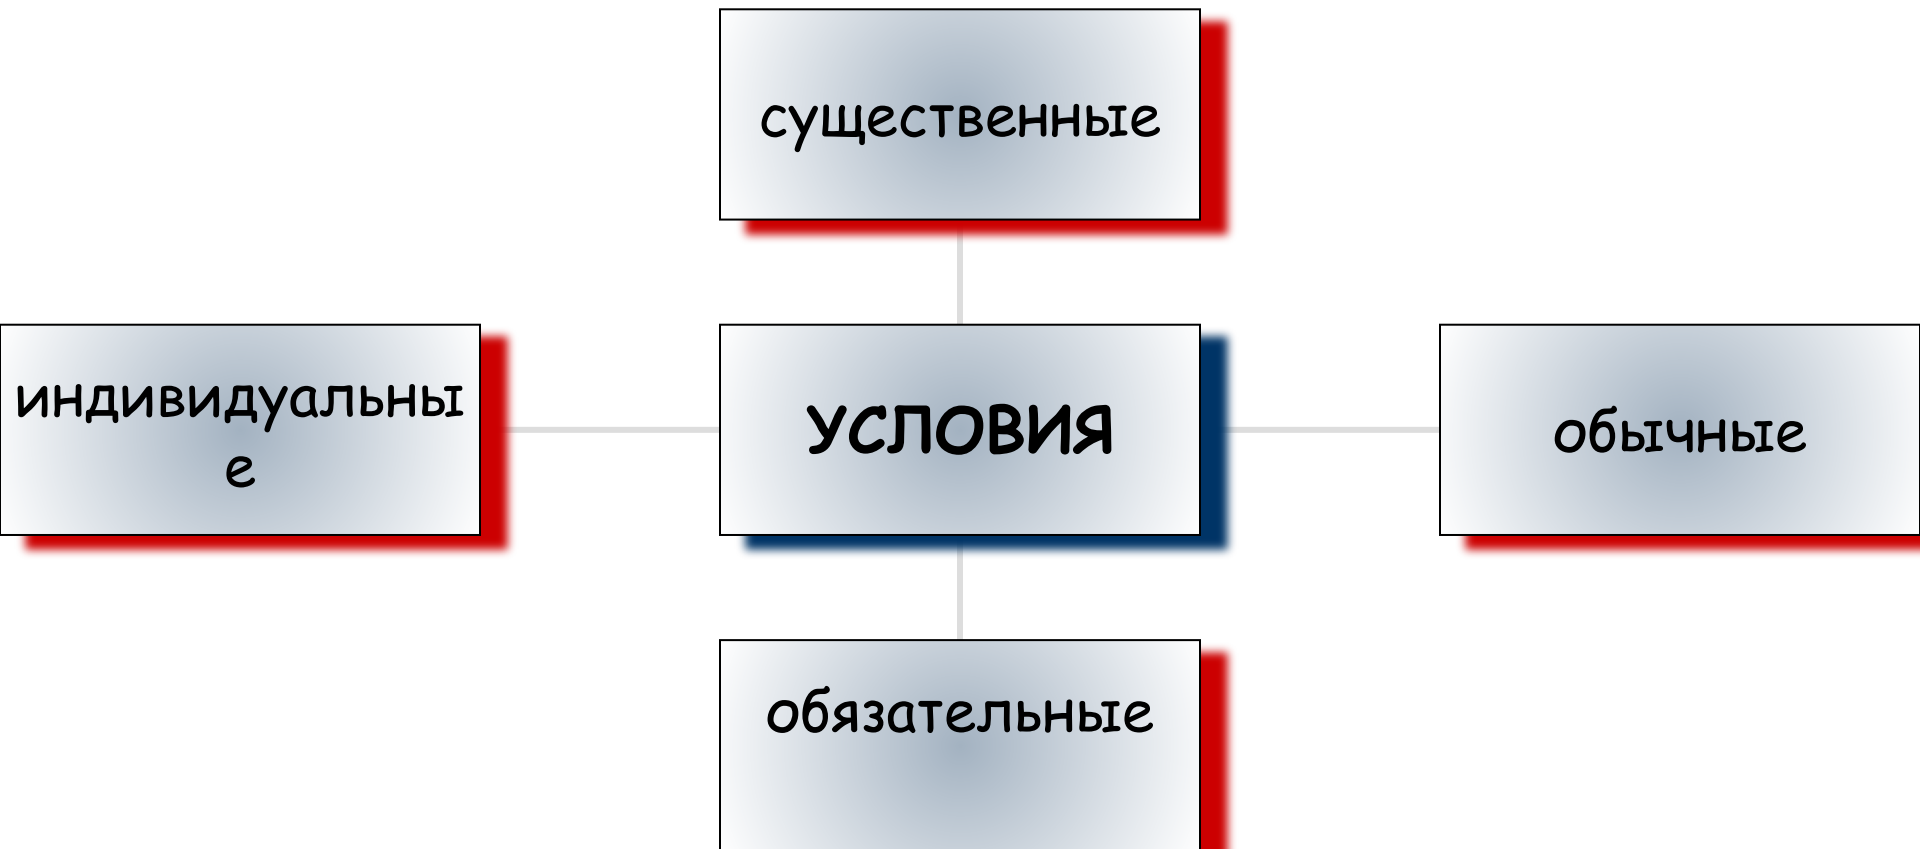 существенные
индивидуальны
е
УСЛОВИЯ
обычные
обязательные